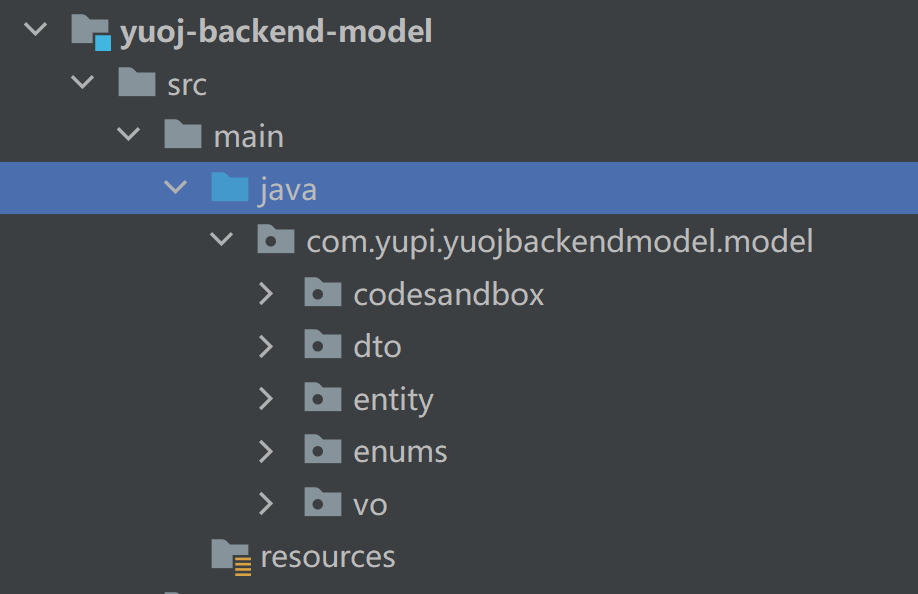 yuoj-backend-model
src
main
java
com.yupi.yuojbackendmodel.model
codesandbox
dto
entity
enums
vo
resources